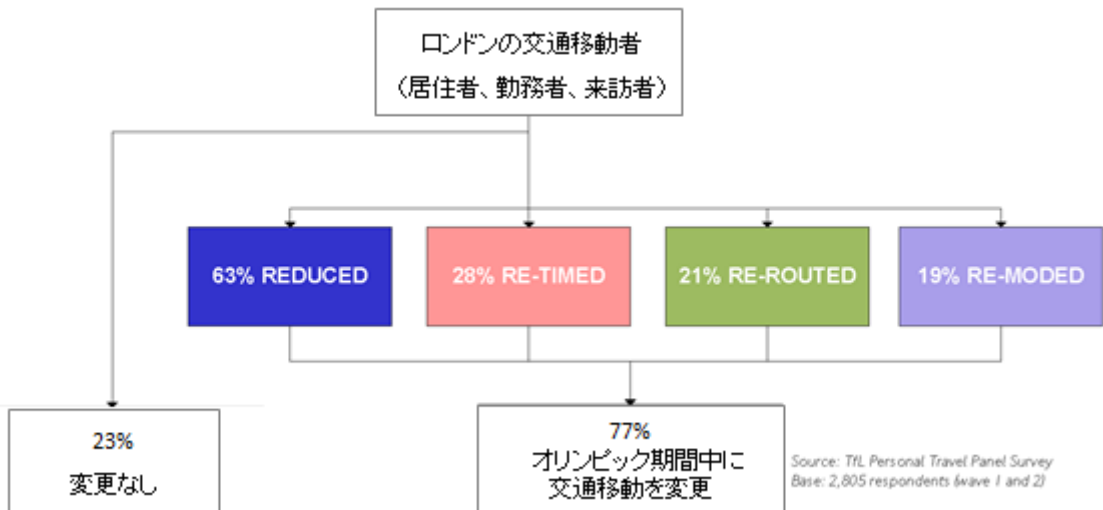 ロンドンの交通移動者
（居住者、勤務者、来訪者）
63% REDUCED
28% RE-TIMED
21% RE-ROUTED
19% RE-MODED
23%
変更なし
77%
オリンピック期間中に
交通移動を変更
Source: TfL Personal Travel Panel Survey
Base: 2,805 respondents (wave 1 and 2)